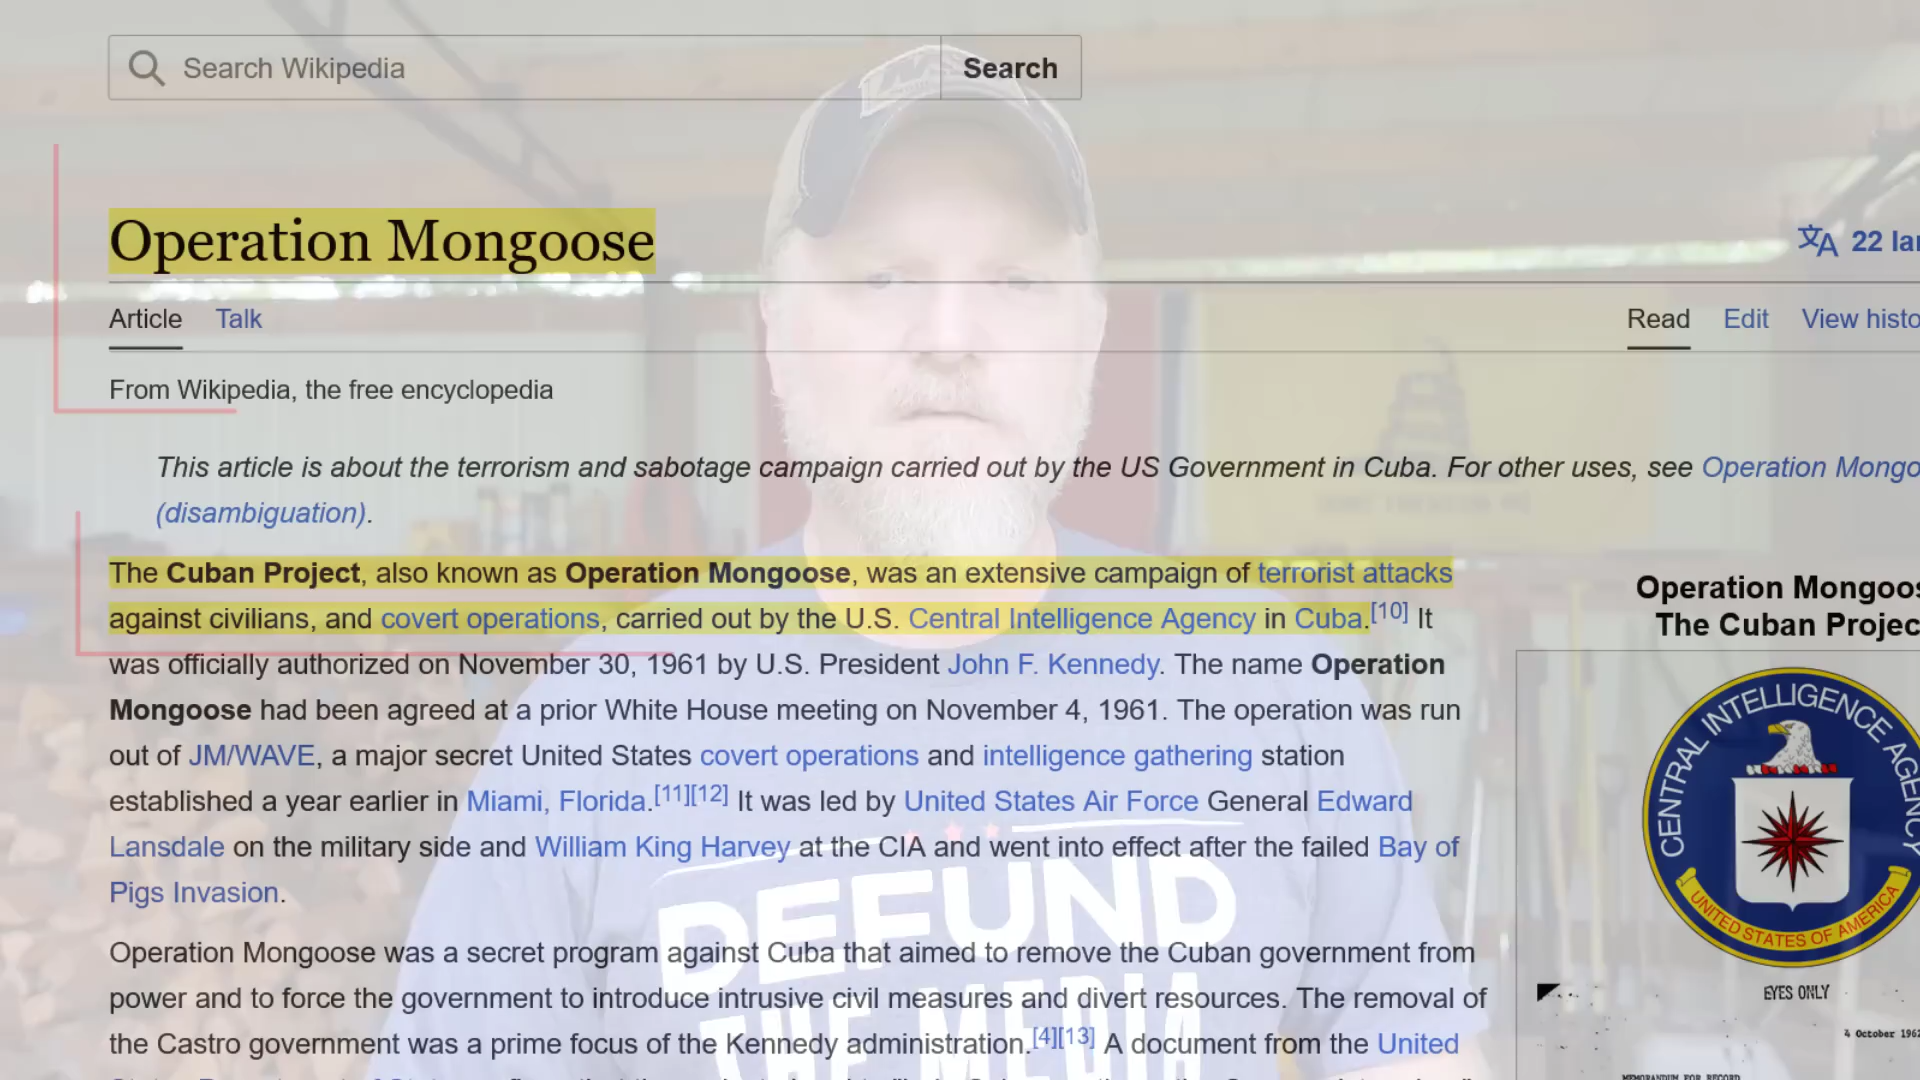 Search Wikipedia
Search
Operation Mongoose
22 lan
Article Talk
Read Edit View histo
From Wikipedia, the free encyclopedia
This article is about the terrorism and sabotage campaign carried out by the US Government in Cuba. For other uses, see Operation Mongo
(disambiguation).
The Cuban Project, also known as Operation Mongoose, was an extensive campaign of terrorist attacks
against civilians, and covert operations, carried out by the U.S. Central Intelligence Agency in Cuba.[10] It
was officially authorized on November 30, 1961 by U.S. President John F. Kennedy. The name Operation
Mongoose had been agreed at a prior White House meeting on November 4, 1961. The operation was run
out of JM/WAVE, a major secret United States covert operations and intelligence gathering station
established a year earlier in Miami, Florida.[11][12] It was led by United States Air Force General Edward
Lansdale on the military side and William King Harvey at the CIA and went into effect after the failed Bay of
Pigs Invasion.
Operation Mongoose was a secret program against Cuba that aimed to remove the Cuban government from
power and to force the government to introduce intrusive civil measures and divert resources. The removal of
the Castro government was a prime focus of the Kennedy administration.[4][13] A document from the United
Operation Mongoos
The Cuban Projec
CENTRAL INTELLIGENCE AGENCY
UNITED STATES OF AMERICA
EYES ONLY
4 October 1962
MEMORANDUM FOR RECORD
DEFUND
THE MEDIA